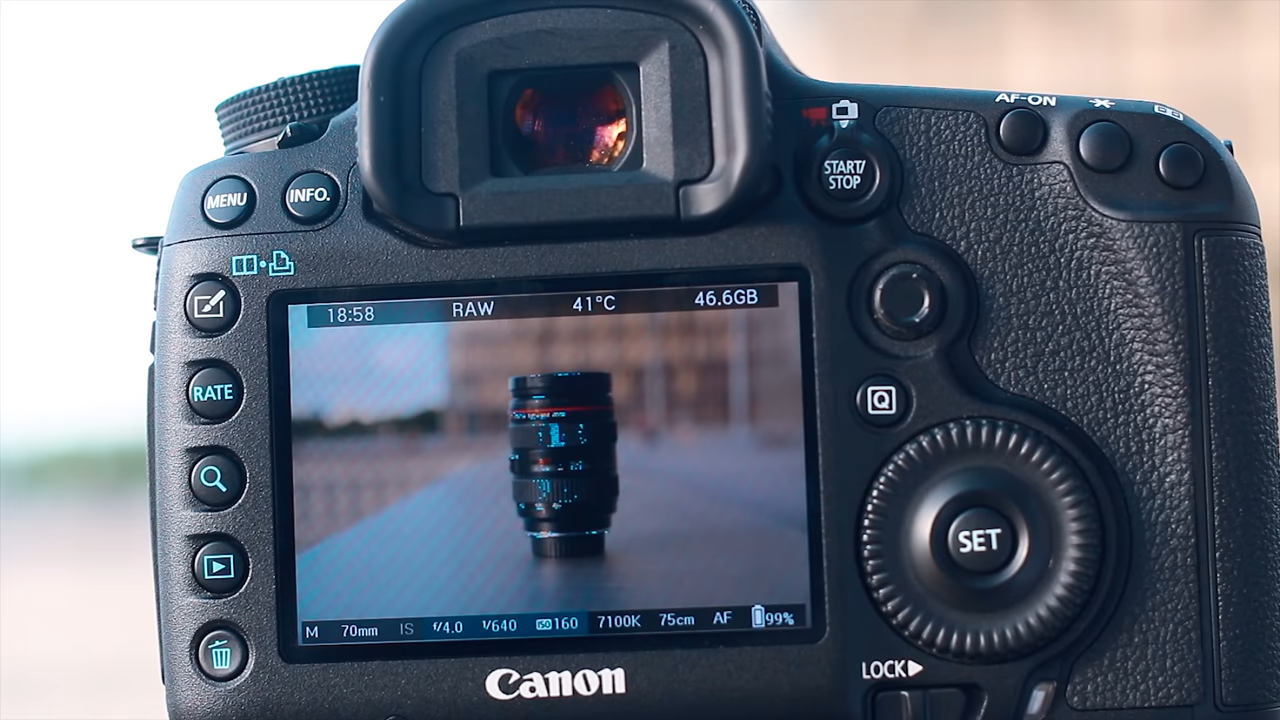 AF-ON
MENU
INFO.
START/
STOP
18:58 RAW 41°C 46.6GB
RATE
Q
SET
M 70mm IS f/4.0 1/640 ISO160 7100K 75cm AF 99%
Canon
LOCK